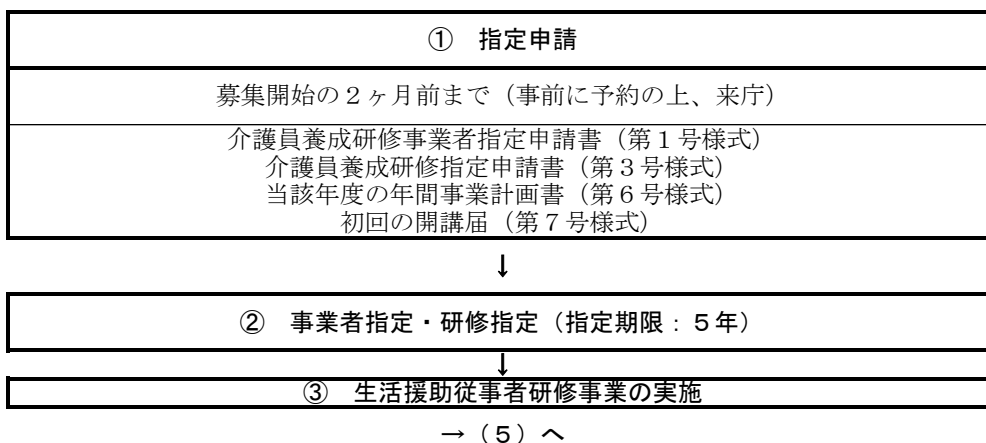 ① 指定申請
募集開始の２ヶ月前まで（事前に予約の上、来庁）
介護員養成研修事業者指定申請書（第１号様式）
介護員養成研修指定申請書（第３号様式）
当該年度の年間事業計画書（第６号様式）
初回の開講届（第７号様式）
↓
② 事業者指定・研修指定（指定期限：５年）
↓
③ 生活援助従事者研修事業の実施
→（５）へ